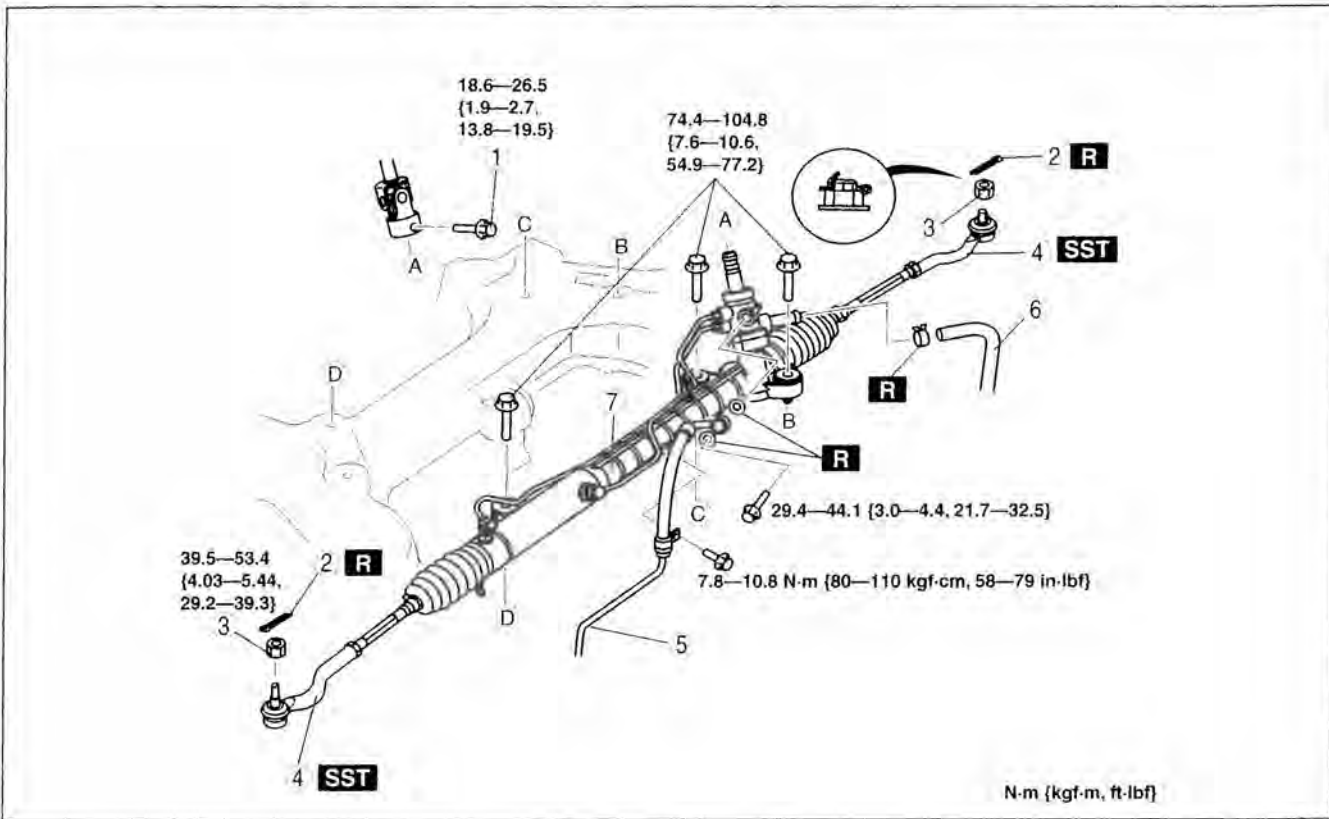 18.6—26.5
{1.9—2.7,
13.8—19.5}
1
A
C
B
D
74.4—104.8
{7.6—10.6,
54.9—77.2}
A
2 R
3
4 SST
6
R
B
7
R
C
29.4—44.1 {3.0—4.4, 21.7—32.5}
7.8—10.8 N·m {80—110 kgf·cm, 58—79 in·lbf}
5
D
39.5—53.4
{4.03—5.44,
29.2—39.3}
2 R
3
4 SST
N·m {kgf·m, ft·lbf}